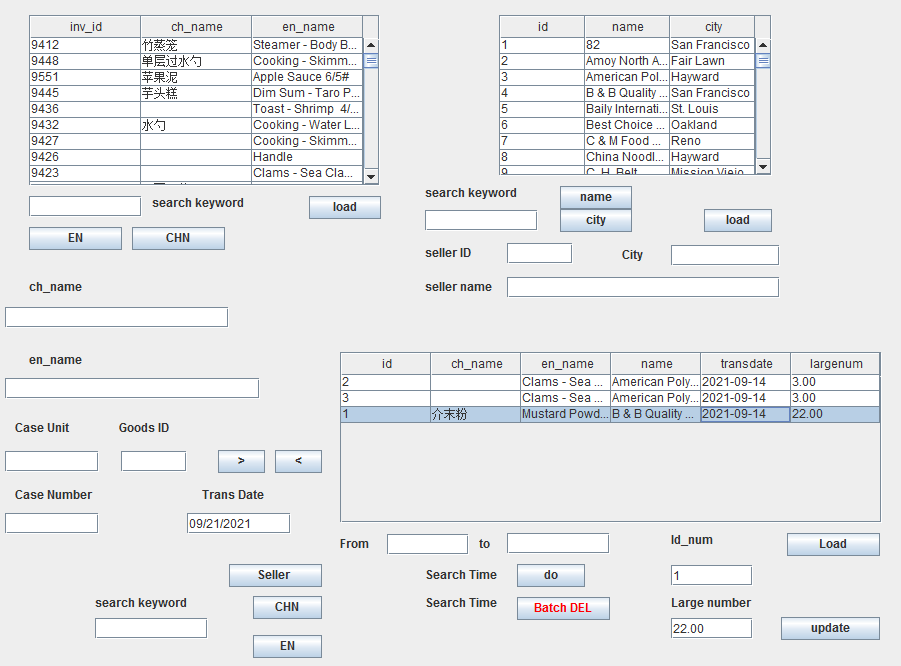 inv_id ch_name en_name
9412 竹蒸笼 Steamer - Body B...
9448 单层过水勺 Cooking - Skimm...
9551 苹果泥 Apple Sauce 6/5#
9445 芋头糕 Dim Sum - Taro P...
9436 Toast - Shrimp 4/...
9432 水勺 Cooking - Water L...
9427 Cooking - Skimm...
9426 Handle
9423 Clams - Sea Cla...
search keyword load
EN CHN
id name city
1 82 San Francisco
2 Amoy North A... Fair Lawn
3 American Pol... Hayward
4 B & B Quality ... San Francisco
5 Baily Internati... St. Louis
6 Best Choice ... Oakland
7 C & M Food ... Reno
8 China Noodl... Hayward
9 C. H. Belt Mission Viejo
search keyword name
city load
seller ID City
seller name
ch_name
en_name
Case Unit Goods ID
> <
Case Number Trans Date
09/21/2021
Seller
search keyword CHN
EN
id ch_name en_name name transdate largenum
2 Clams - Sea ... American Poly... 2021-09-14 3.00
3 Clams - Sea ... American Poly... 2021-09-14 3.00
1 介末粉 Mustard Powd... B & B Quality ... 2021-09-14 22.00
From to Id_num Load
Search Time do 1
Search Time Batch DEL Large number
22.00 update